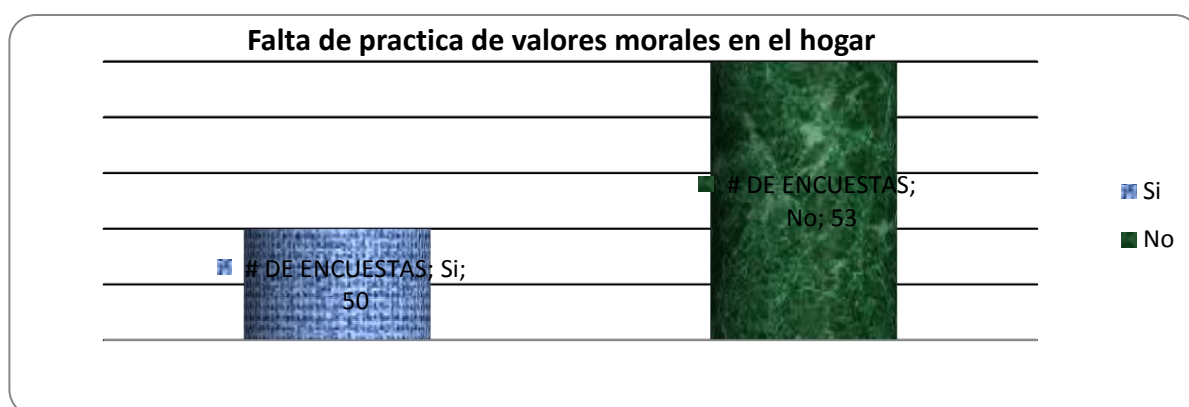 Falta de practica de valores morales en el hogar
# DE ENCUESTAS;
No; 53
# DE ENCUESTAS; Si;
50
Si
No